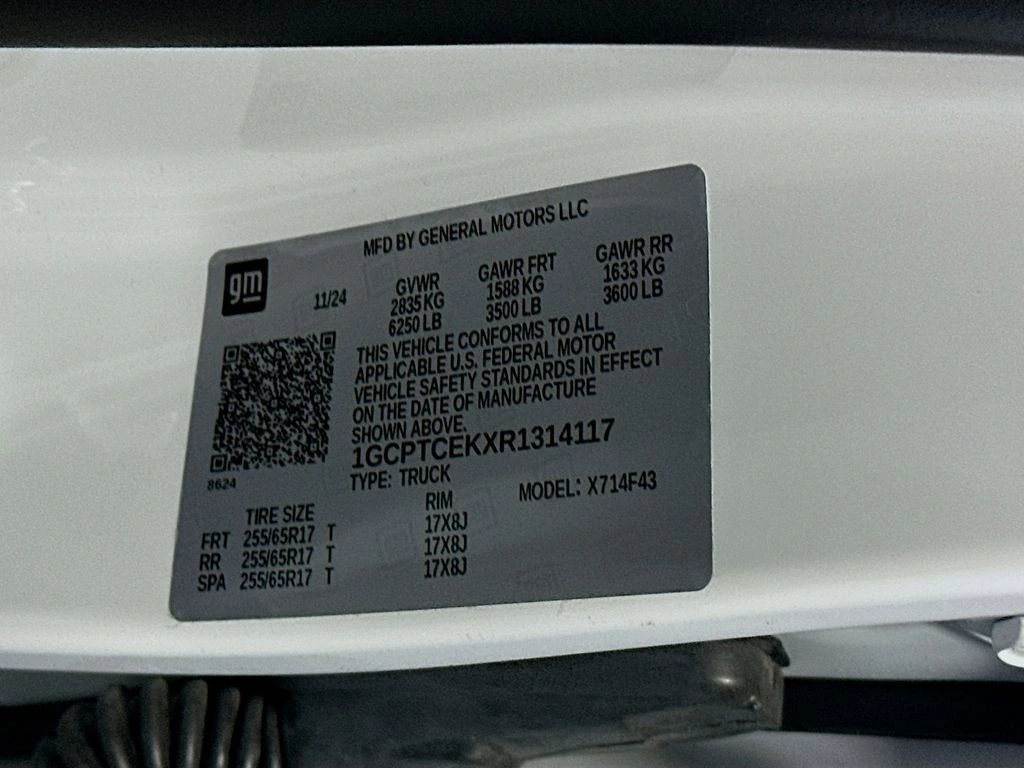 MFD BY GENERAL MOTORS LLC
gm
11/24
GVWR
2835 KG
6250 LB
GAWR FRT
1588 KG
3500 LB
GAWR RR
1633 KG
3600 LB
THIS VEHICLE CONFORMS TO ALL
APPLICABLE U.S. FEDERAL MOTOR
VEHICLE SAFETY STANDARDS IN EFFECT
ON THE DATE OF MANUFACTURE
SHOWN ABOVE.
1GCPTCEKXR1314117
8624
TYPE: TRUCK
MODEL: X714F43
TIRE SIZE RIM
FRT 255/65R17 T 17X8J
RR 255/65R17 T 17X8J
SPA 255/65R17 T 17X8J